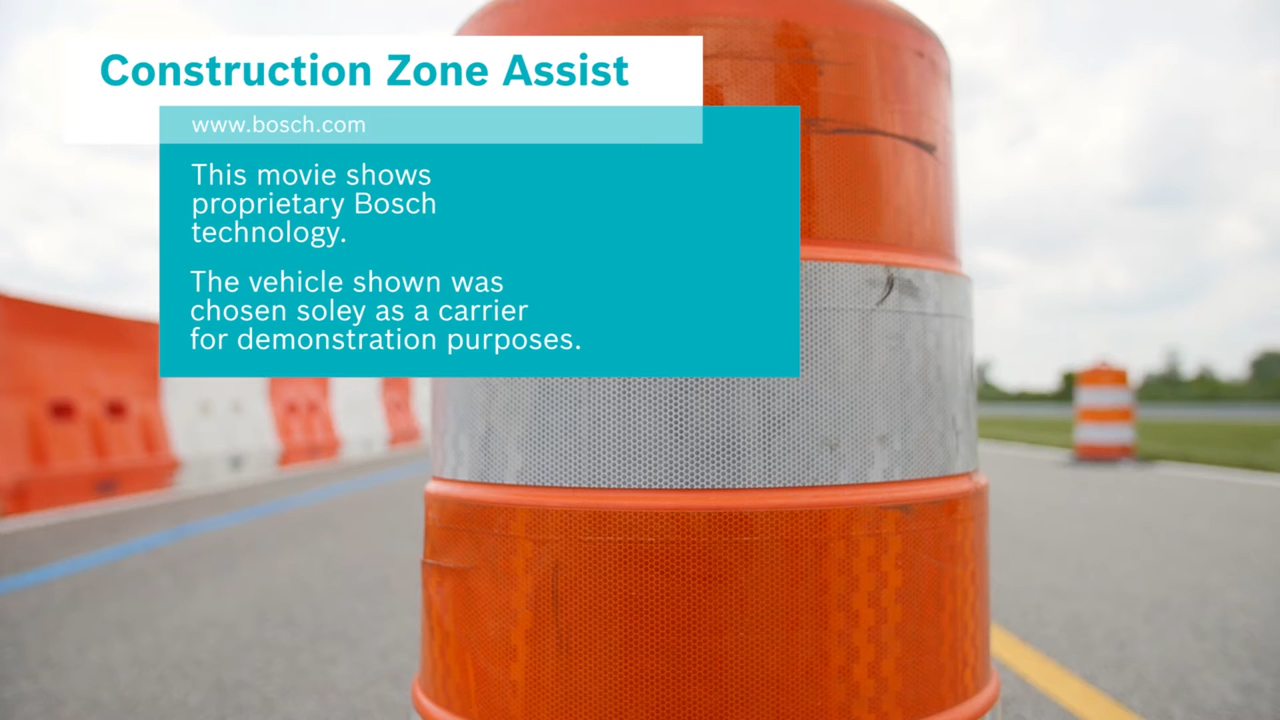 Construction Zone Assist
www.bosch.com
This movie shows
proprietary Bosch
technology.
The vehicle shown was
chosen soley as a carrier
for demonstration purposes.